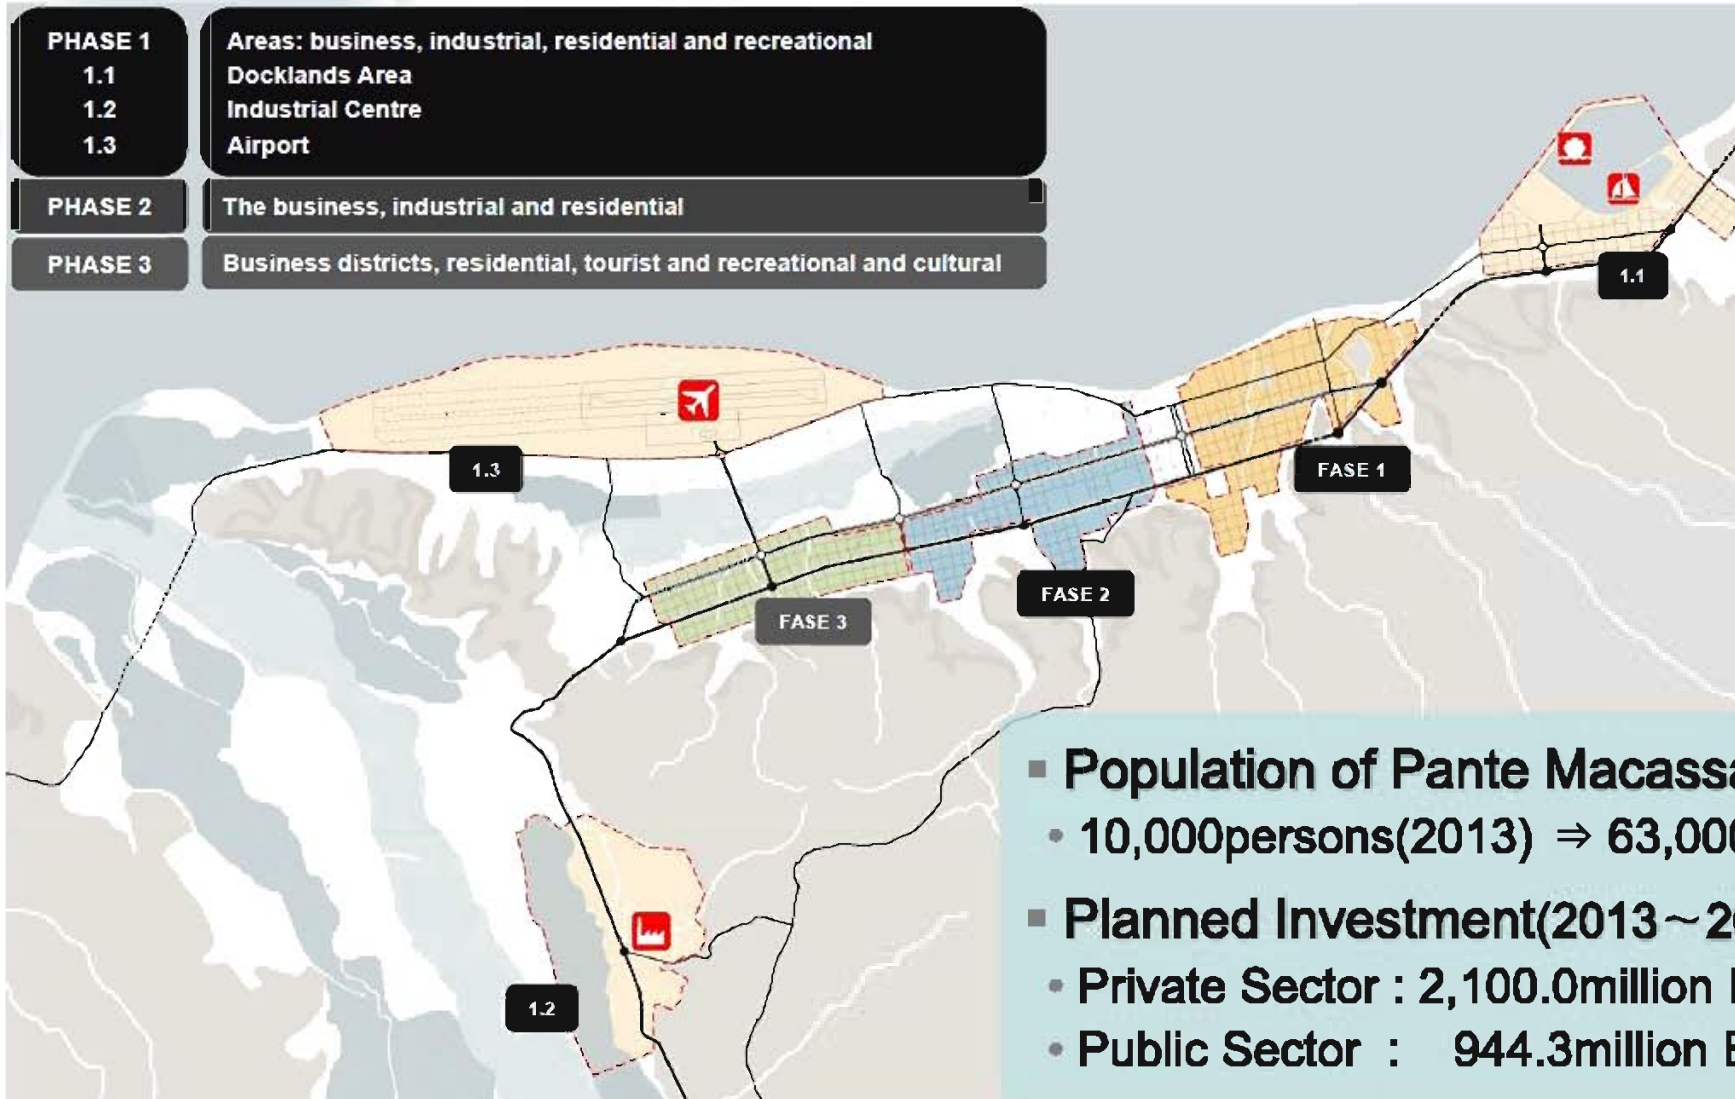 PHASE 1 Areas: business, industrial, residential and recreational
1.1 Docklands Area
1.2 Industrial Centre
1.3 Airport
PHASE 2 The business, industrial and residential
PHASE 3 Business districts, residential, tourist and recreational and cultural
1.1
1.3
FASE 1
FASE 2
FASE 3
1.2
▪ Population of Pante Macassa
• 10,000persons(2013) ⇒ 63,000
▪ Planned Investment(2013~20
• Private Sector : 2,100.0million
• Public Sector : 944.3million